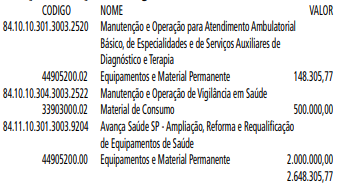 CODIGO NOME VALOR
84.10.10.301.3003.2520 Manutenção e Operação para Atendimento Ambulatorial
Básico, de Especialidades e de Serviços Auxiliares de
Diagnóstico e Terapia
44905200.02 Equipamentos e Material Permanente 148.305,77
84.10.10.304.3003.2522 Manutenção e Operação de Vigilância em Saúde
33903000.02 Material de Consumo 500.000,00
84.11.10.301.3003.9204 Avança Saúde SP - Ampliação, Reforma e Requalificação
de Equipamentos de Saúde
44905200.00 Equipamentos e Material Permanente 2.000.000,00
2.648.305,77